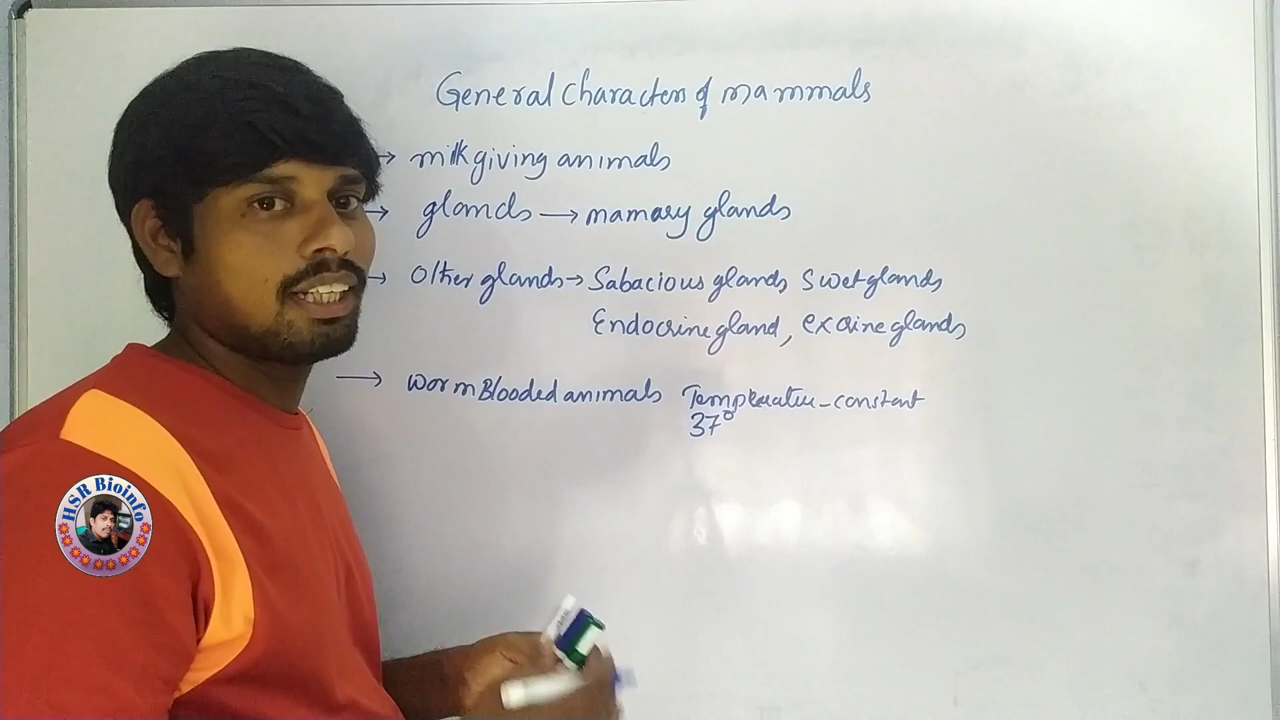 General Characters of mammals
→ milk giving animals
→ glands → mamary glands
→ Other glands → Sabacious glands Swet glands
Endocrine gland, excrine glands
→ worm Blooded animals Tempteratue - constant
37°
HSR Bioinfo